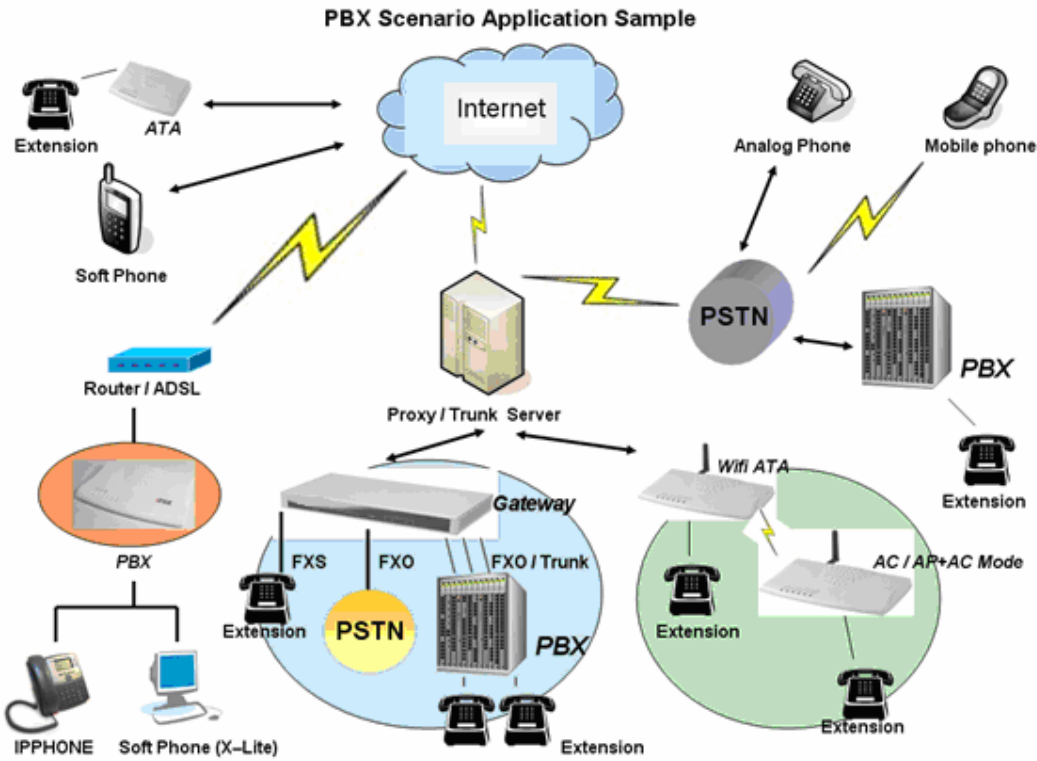 PBX Scenario Application Sample
Internet
ATA
Extension
Analog Phone
Mobile phone
Soft Phone
PSTN
PBX
Router / ADSL
Proxy / Trunk Server
Wifi ATA
Extension
Gateway
FXS
FXO
FXO / Trunk
AC / AP+AC Mode
PBX
Extension
PSTN
PBX
Extension
Extension
IPPHONE
Soft Phone (X–Lite)
Extension